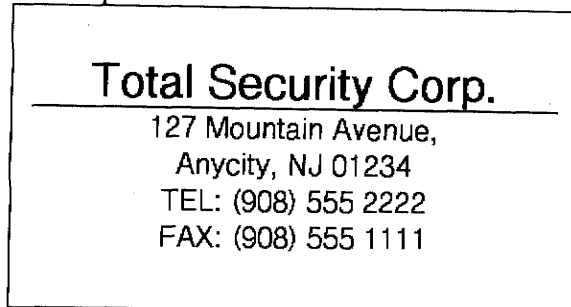 Total Security Corp.
127 Mountain Avenue,
Anycity, NJ 01234
TEL: (908) 555 2222
FAX: (908) 555 1111